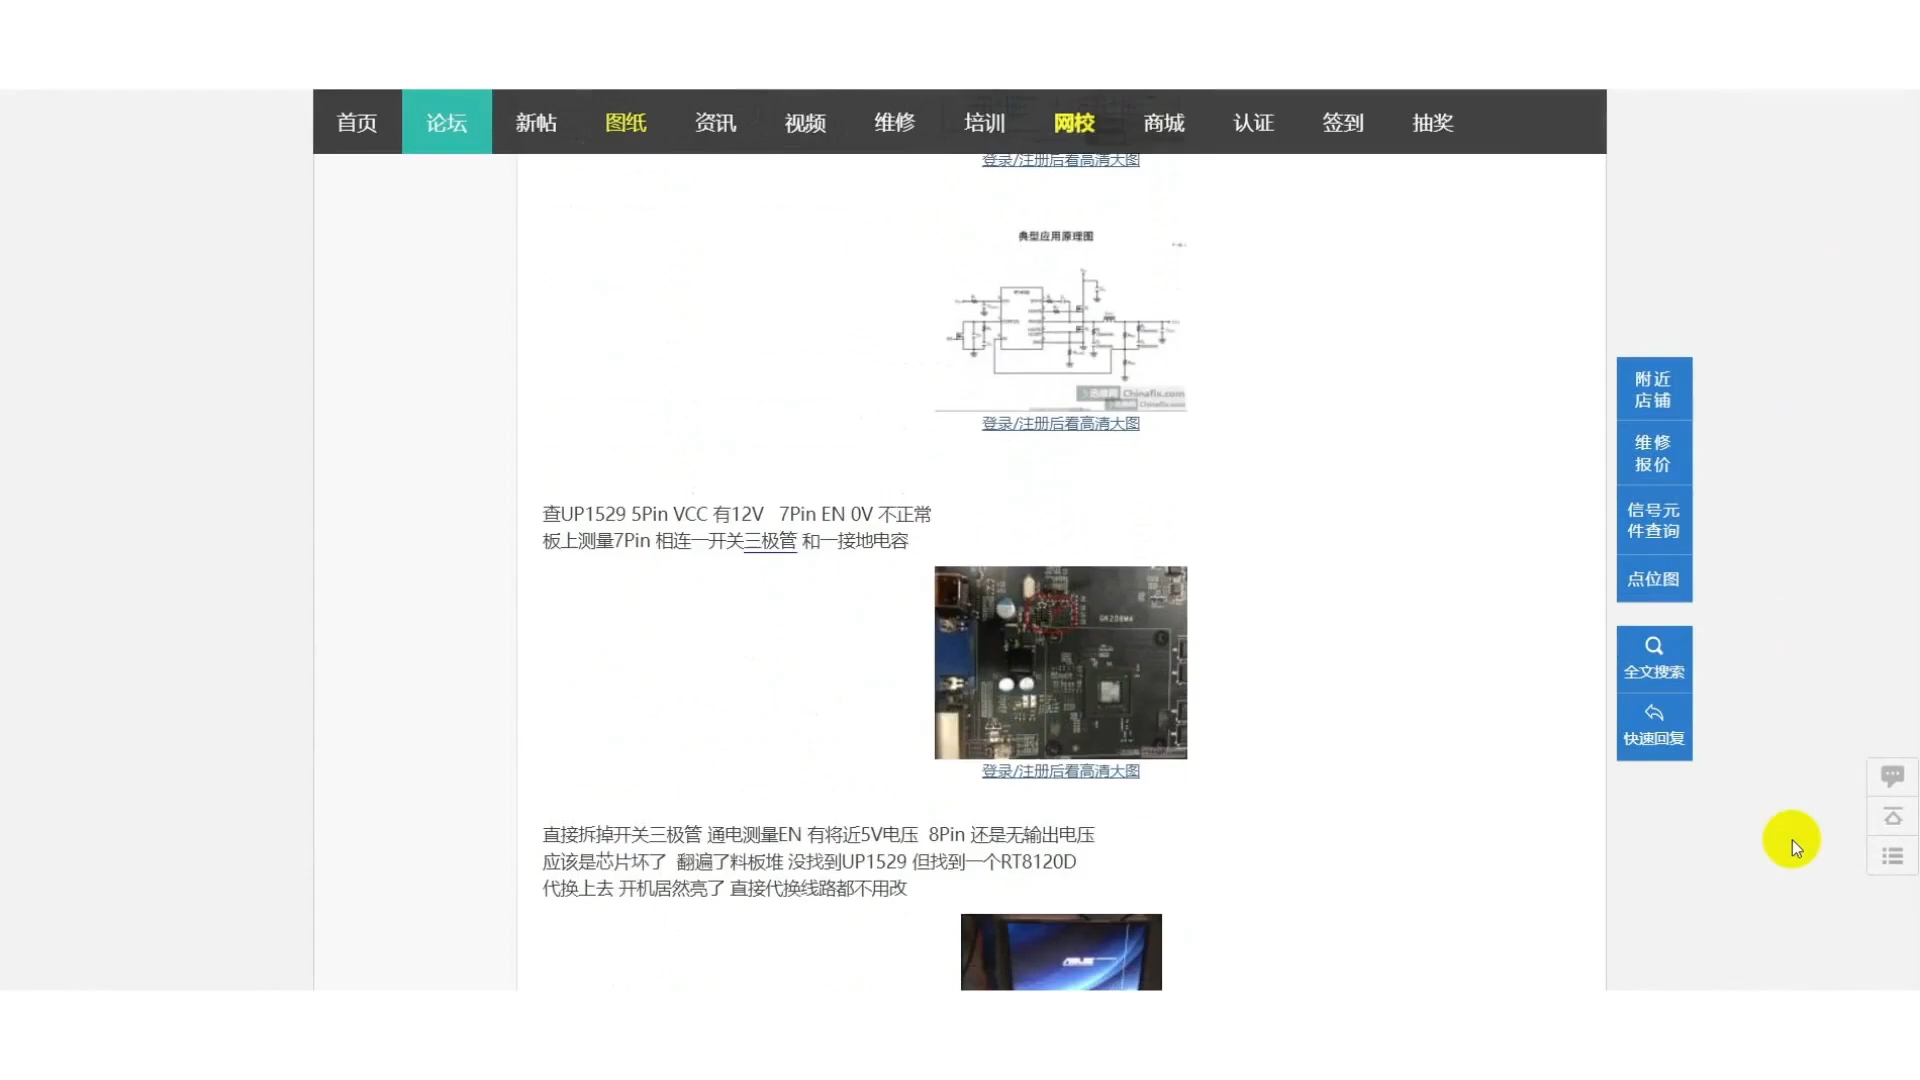 首页 论坛 新帖 图纸 资讯 视频 维修 培训 网校 商城 认证 签到 抽奖
登录/注册后看高清大图
典型应用原理图
Chinafix.com
Chinafix.com
登录/注册后看高清大图
查UP1529 5Pin VCC 有12V 7Pin EN 0V 不正常
板上测量7Pin 相连一开关三极管 和一接地电容
GK208M4
登录/注册后看高清大图
直接拆掉开关三极管 通电测量EN 有将近5V电压 8Pin 还是无输出电压
应该是芯片坏了 翻遍了料板堆 没找到UP1529 但找到一个RT8120D
代换上去 开机居然亮了 直接代换线路都不用改
ASUS
附近
店铺
维修
报价
信号元
件查询
点位图
全文搜索
快速回复